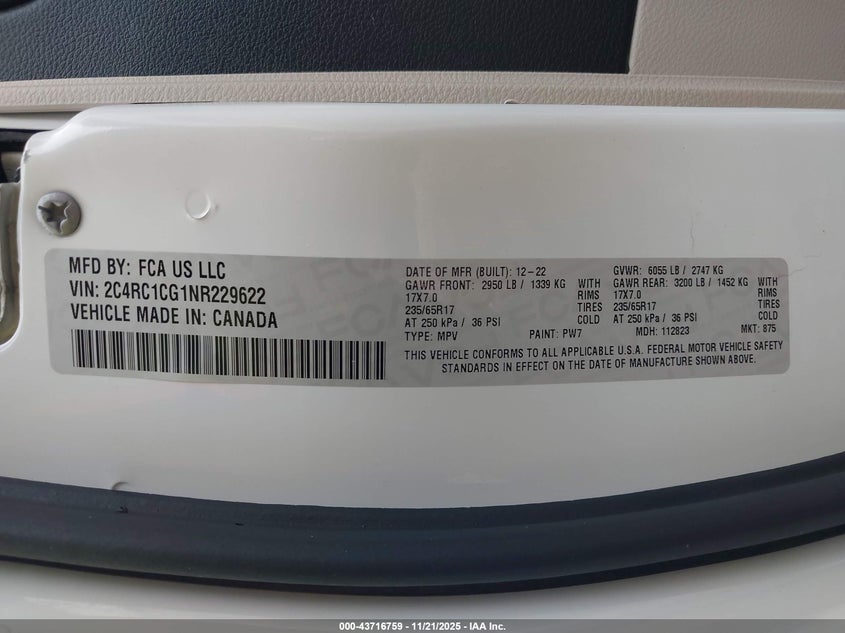 MFD BY: FCA US LLC
VIN: 2C4RC1CG1NR229622
VEHICLE MADE IN: CANADA
DATE OF MFR (BUILT): 12-22
GVWR: 6055 LB / 2747 KG
GAWR FRONT: 2950 LB / 1339 KG WITH
GAWR REAR: 3200 LB / 1452 KG WITH
17X7.0 RIMS
17X7.0 RIMS
235/65R17 TIRES
235/65R17 TIRES
AT 250 kPa / 36 PSI COLD
AT 250 kPa / 36 PSI COLD
TYPE: MPV PAINT: PW7 MDH: 112823 MKT: 875
THIS VEHICLE CONFORMS TO ALL APPLICABLE U.S.A. FEDERAL MOTOR VEHICLE SAFETY
STANDARDS IN EFFECT ON THE DATE OF MANUFACTURE SHOWN ABOVE.
000-43716759 - 11/21/2025 - IAA Inc.